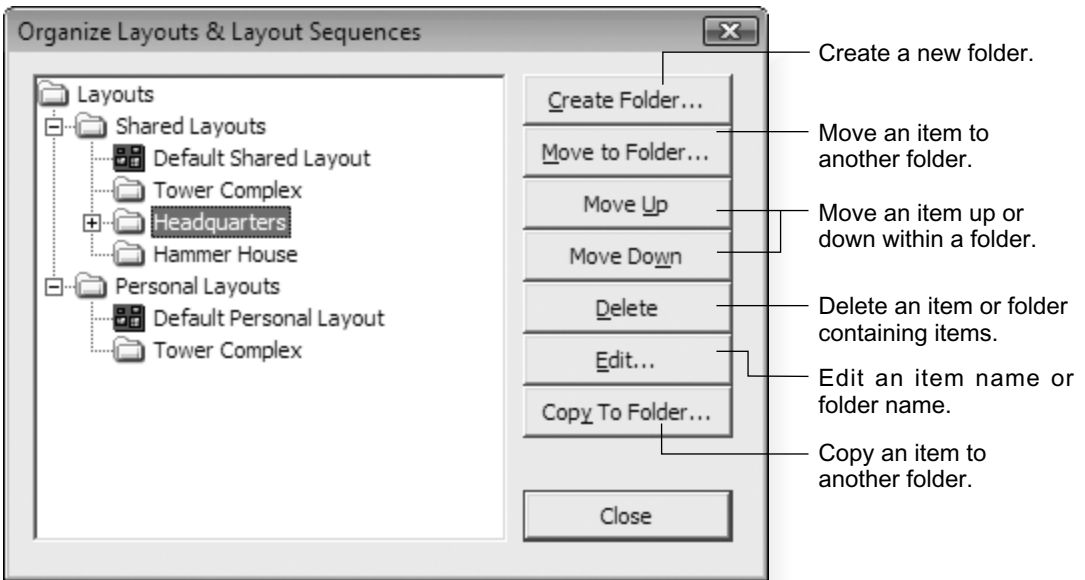 Organize Layouts & Layout Sequences
Layouts
Shared Layouts
Default Shared Layout
Tower Complex
Headquarters
Hammer House
Personal Layouts
Default Personal Layout
Tower Complex
Create Folder...
Move to Folder...
Move Up
Move Down
Delete
Edit...
Copy To Folder...
Close
Create a new folder.
Move an item to
another folder.
Move an item up or
down within a folder.
Delete an item or folder
containing items.
Edit an item name or
folder name.
Copy an item to
another folder.